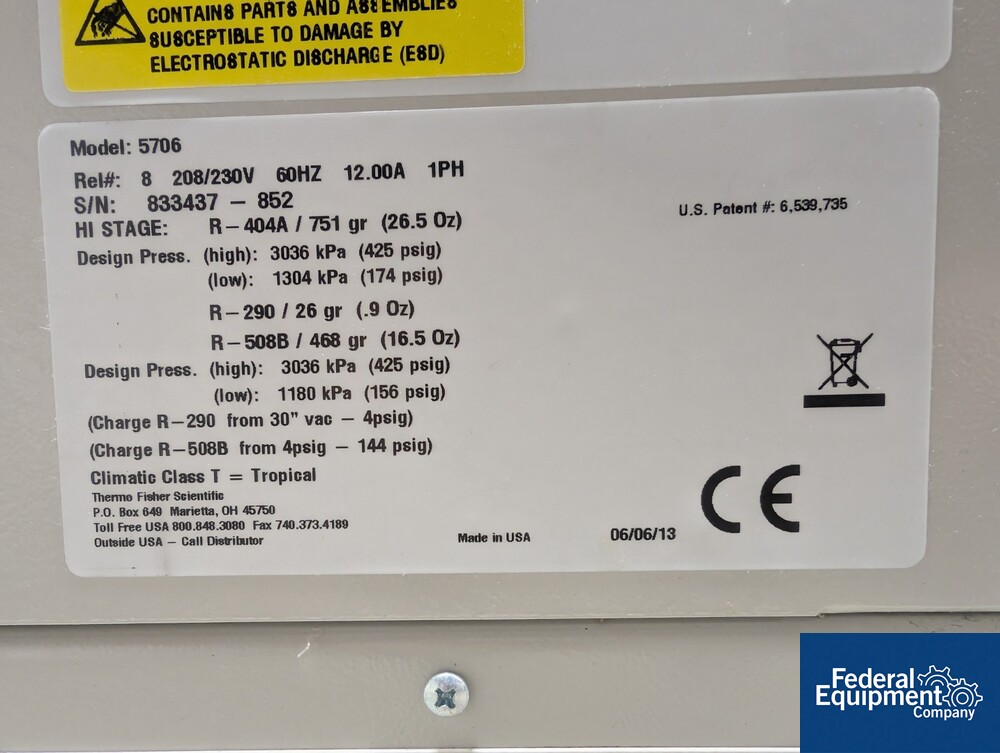 CONTAINS PARTS AND ASSEMBLIES
SUSCEPTIBLE TO DAMAGE BY
ELECTROSTATIC DISCHARGE (ESD)
Model: 5706
Rel#: 8 208/230V 60HZ 12.00A 1PH
S/N: 833437 – 852
HI STAGE: R–404A / 751 gr (26.5 Oz)
U.S. Patent #: 6,539,735
Design Press. (high): 3036 kPa (425 psig)
(low): 1304 kPa (174 psig)
R–290 / 26 gr (.9 Oz)
R–508B / 468 gr (16.5 Oz)
Design Press. (high): 3036 kPa (425 psig)
(low): 1180 kPa (156 psig)
(Charge R–290 from 30" vac – 4psig)
(Charge R–508B from 4psig – 144 psig)
Climatic Class T = Tropical
Thermo Fisher Scientific
P.O. Box 649 Marietta, OH 45750
Toll Free USA 800.848.3080 Fax 740.373.4189
Outside USA – Call Distributor
Made in USA
06/06/13
CE
Federal
Equipment
Company